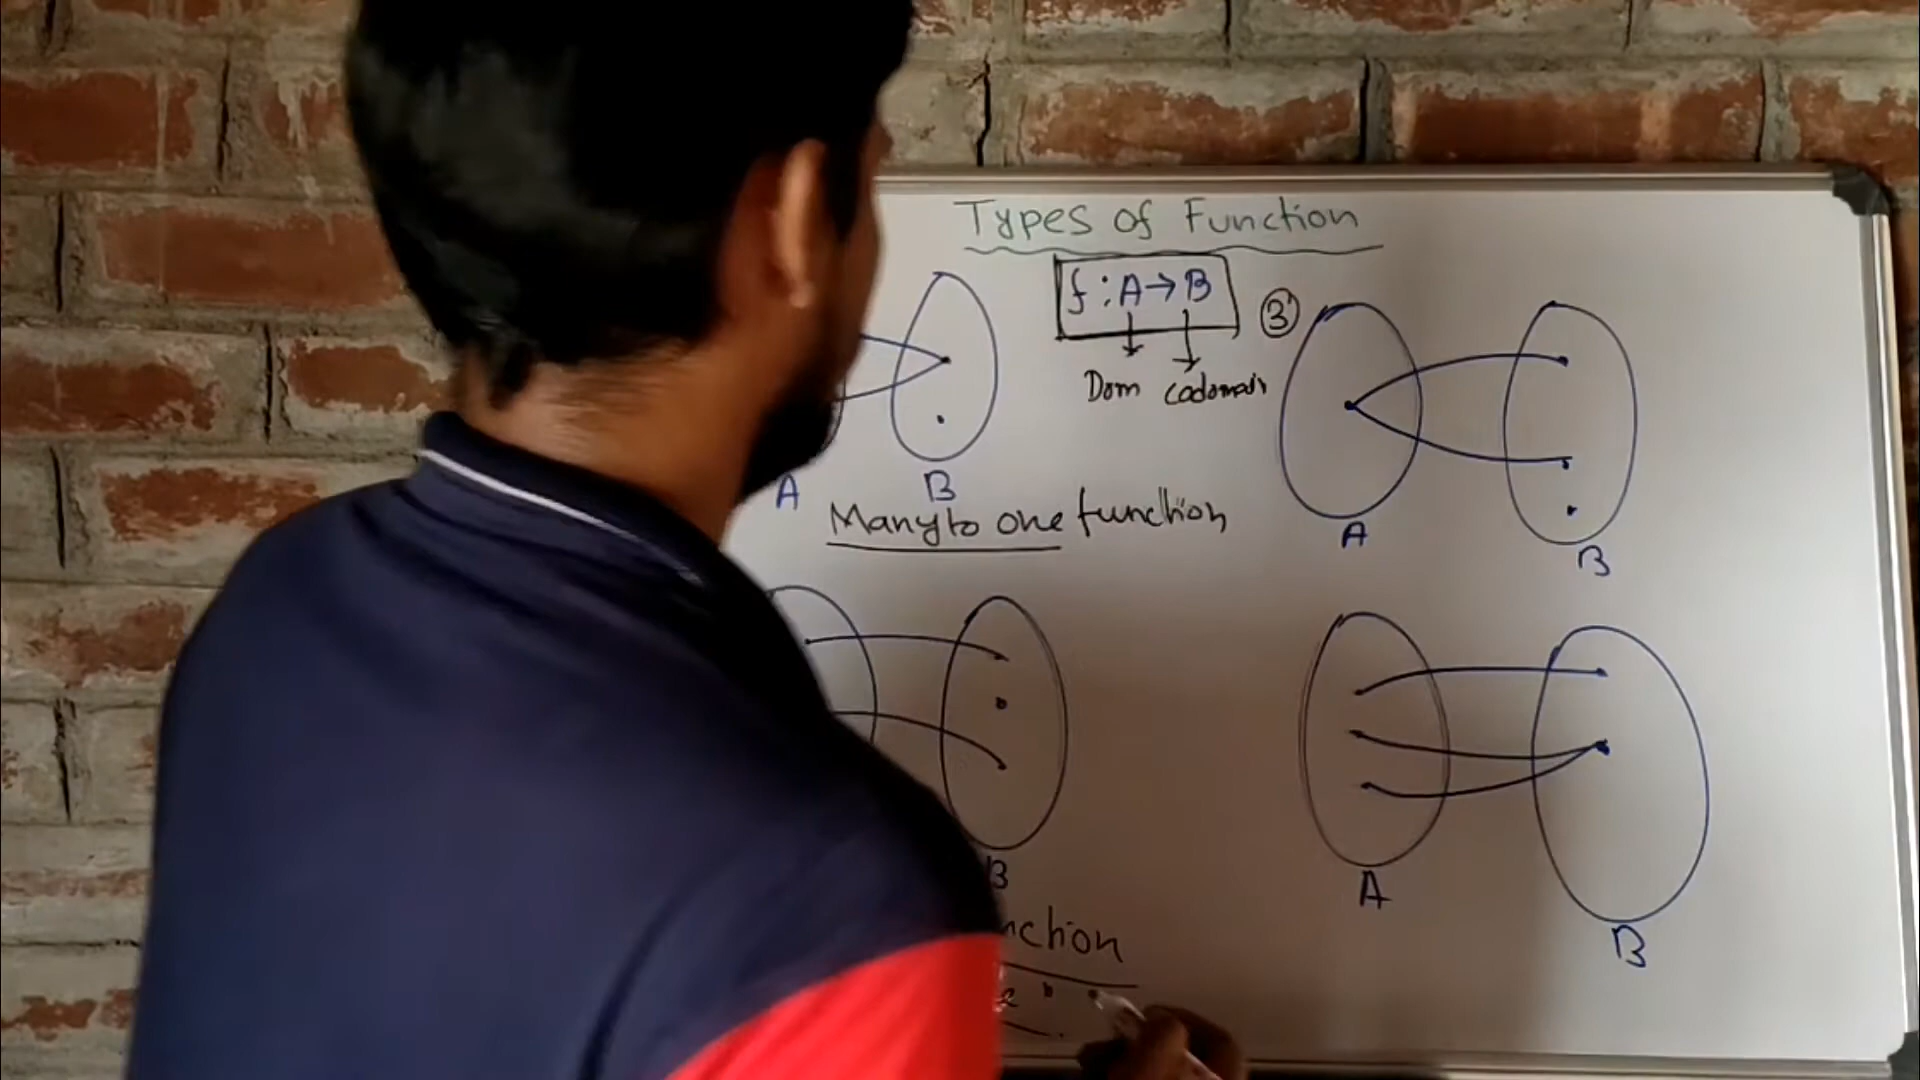 Types of Function
f : A → B
Dom codomain
3
A B
Many to one function
A
B
B
A
B
nction
e " "